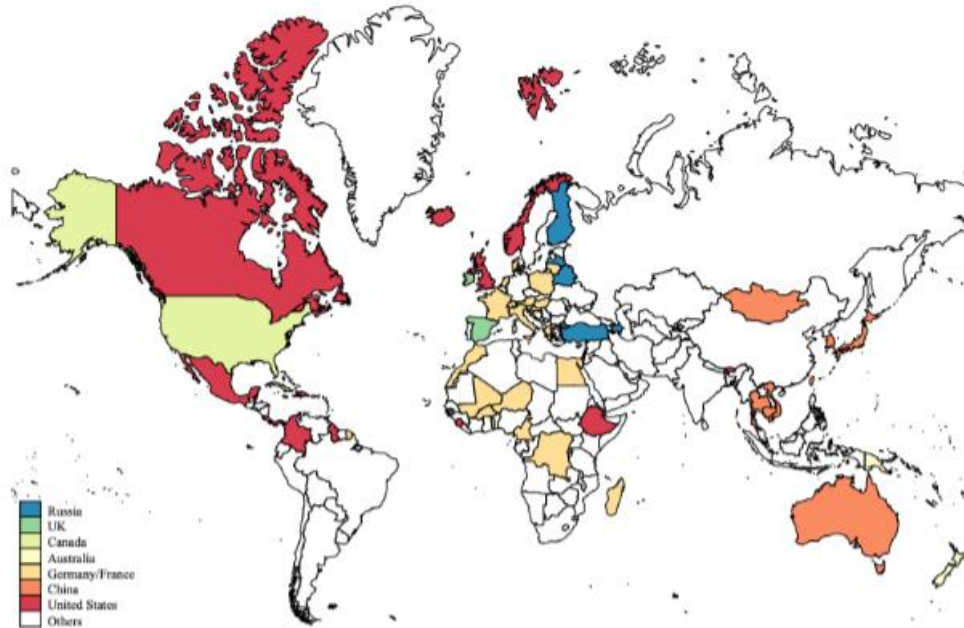 Russia
UK
Canada
Australia
Germany/France
China
United States
Others